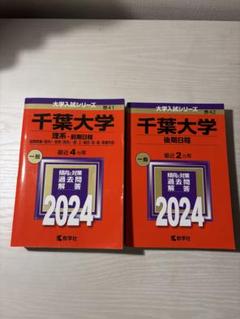 大学入試シリーズ
41
千葉大学
理系-前期日程
最近4カ年
一般
傾向と対策
過去問
解答
2024
教学社
大学入試シリーズ
42
千葉大学
後期日程
最近2カ年
一般
傾向と対策
過去問
解答
2024
教学社